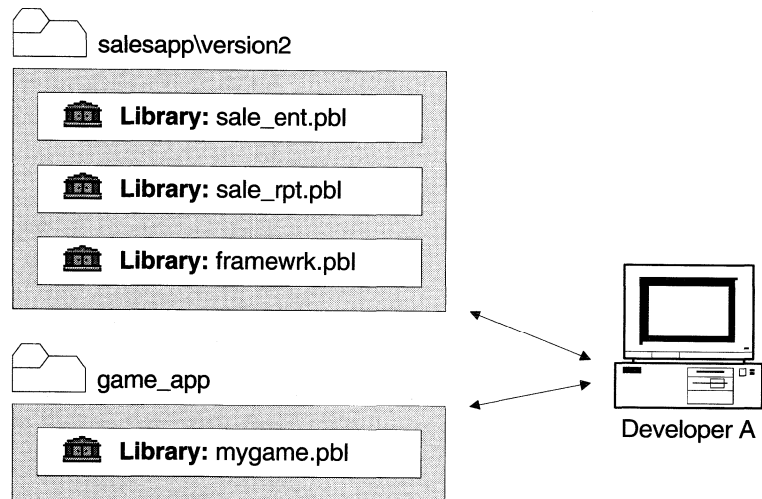 salesapp\version2
Library: sale_ent.pbl
Library: sale_rpt.pbl
Library: framewrk.pbl
game_app
Library: mygame.pbl
Developer A